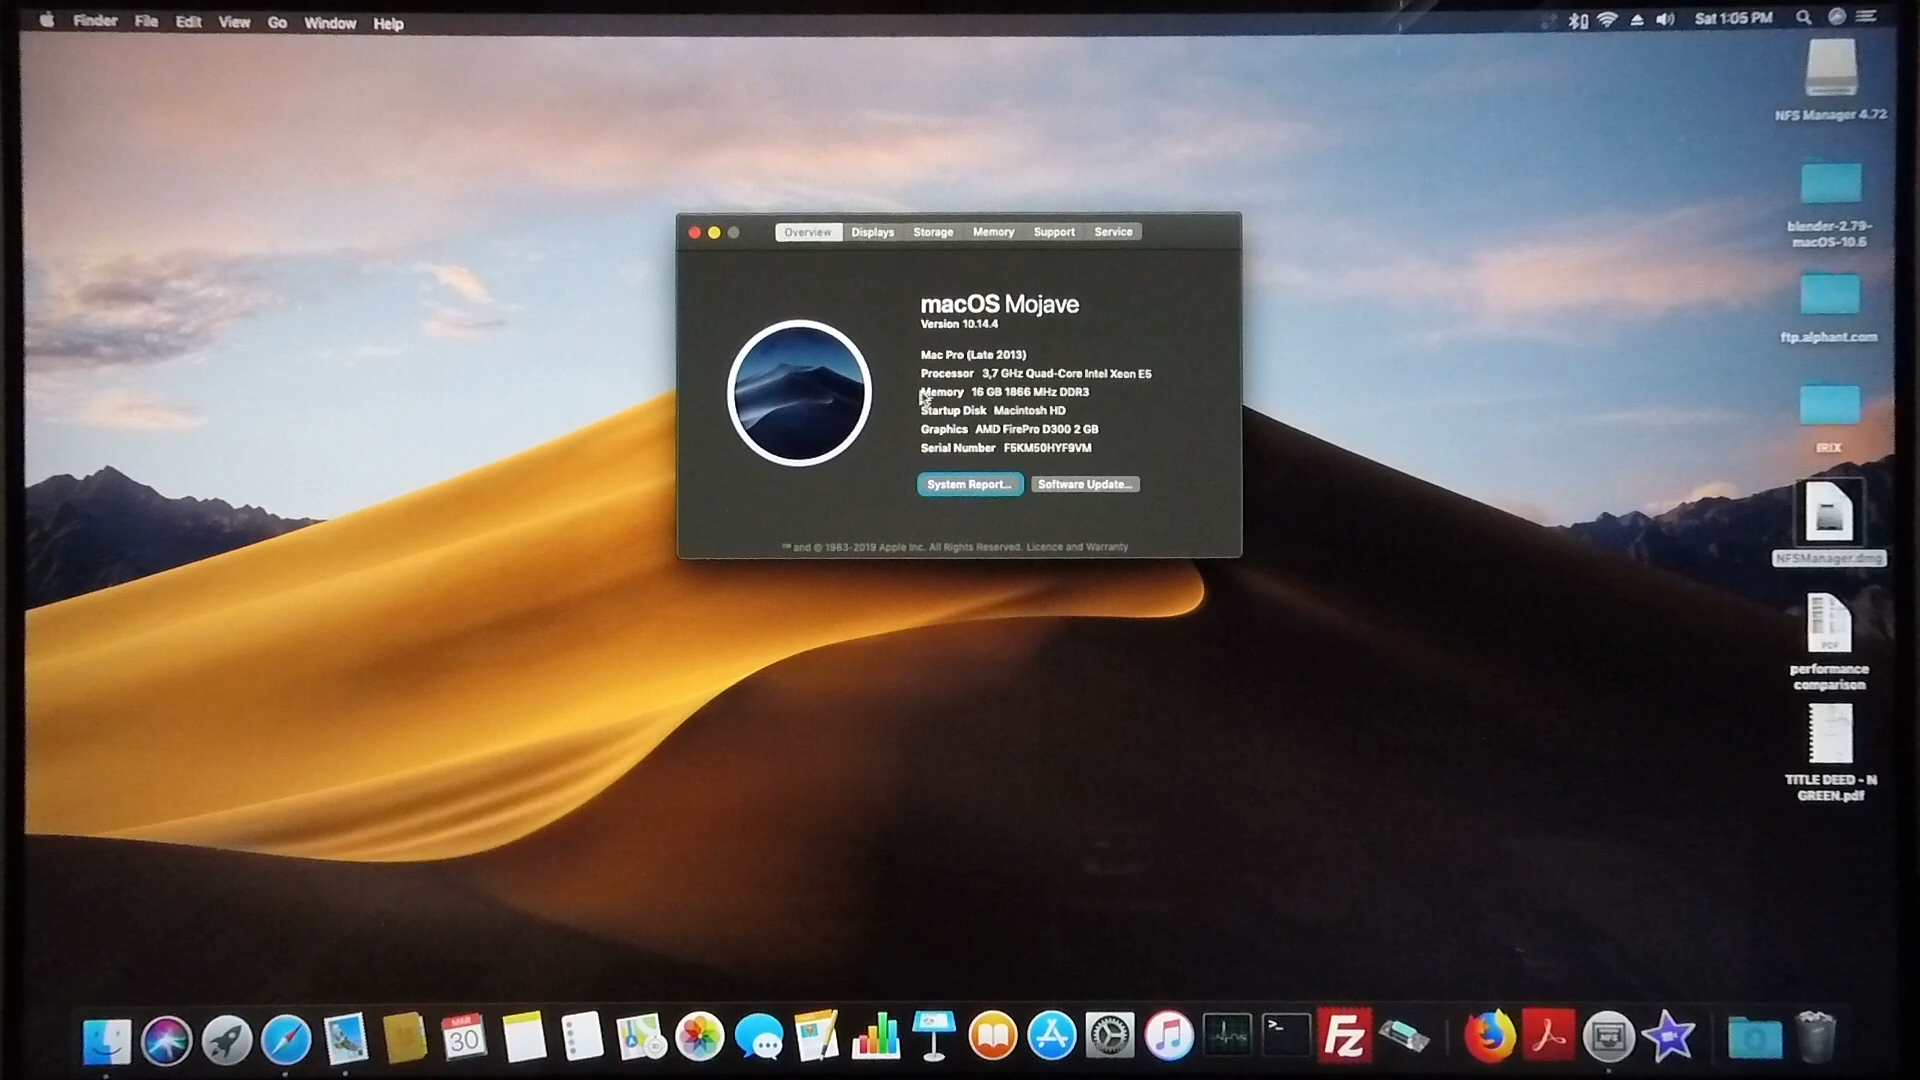 Finder File Edit View Go Window Help
Sat 1:05 PM
NFS Manager 4.72
blender-2.79-
macOS-10.6
ftp.alphant.com
IRIX
NFSManager.dmg
PDF
performance
comparison
TITLE DEED - N
GREEN.pdf
Overview Displays Storage Memory Support Service
macOS Mojave
Version 10.14.4
Mac Pro (Late 2013)
Processor 3,7 GHz Quad-Core Intel Xeon E5
Memory 16 GB 1866 MHz DDR3
Startup Disk Macintosh HD
Graphics AMD FirePro D300 2 GB
Serial Number F5KM50HYF9VM
System Report... Software Update...
™ and © 1983-2019 Apple Inc. All Rights Reserved. Licence and Warranty
MAR
30
FZ
NFS